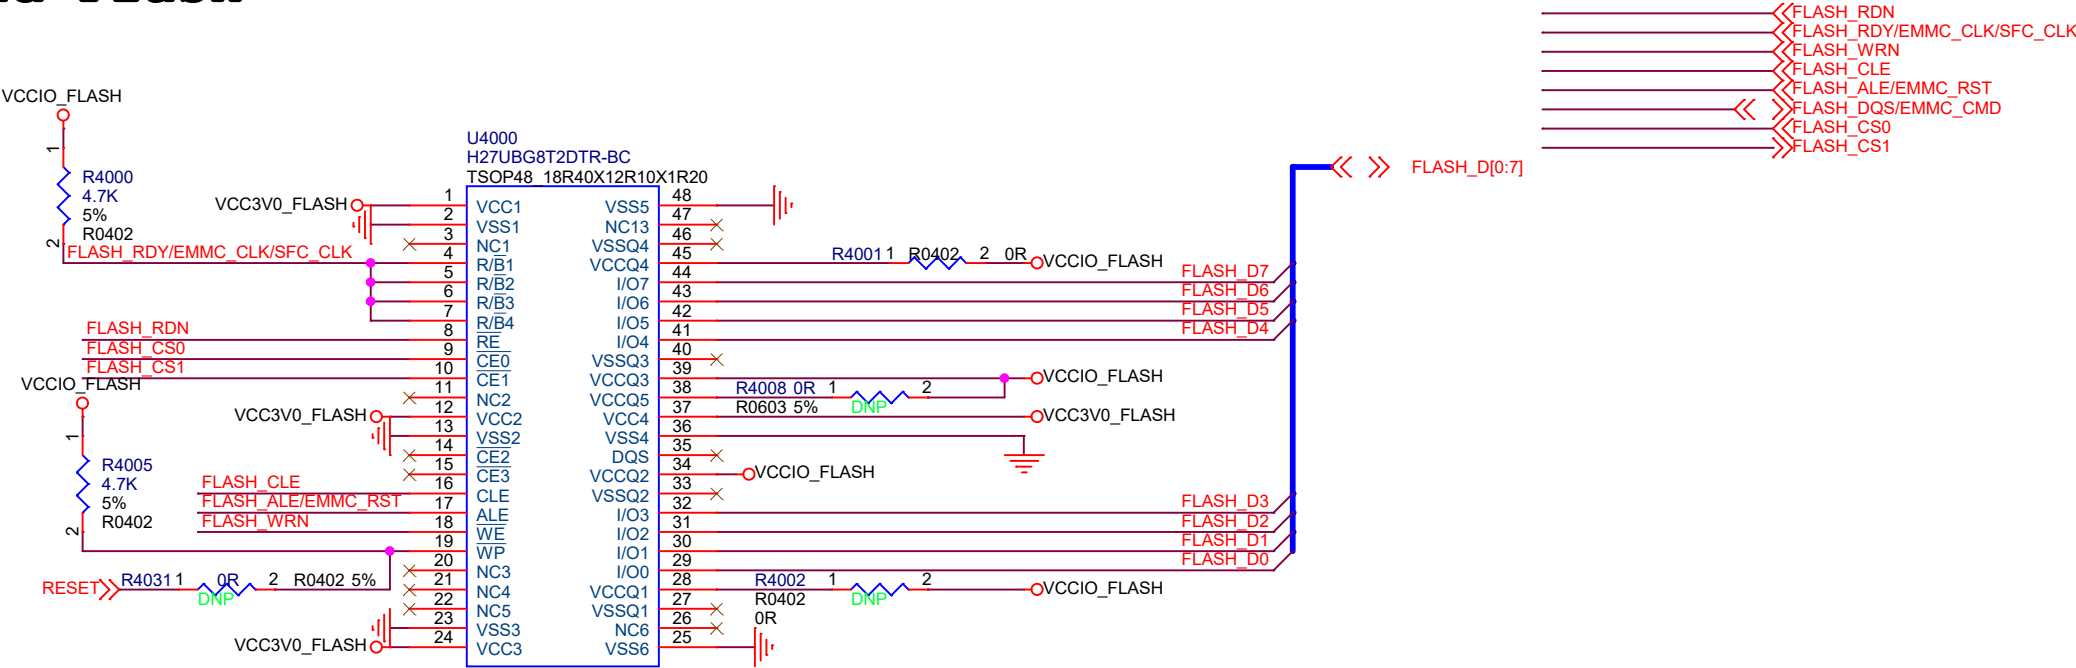 FLASH_RDN
FLASH_RDY/EMMC_CLK/SFC_CLK
FLASH_WRN
FLASH_CLE
FLASH_ALE/EMMC_RST
FLASH_DQS/EMMC_CMD
FLASH_CS0
FLASH_CS1
FLASH_D[0:7]
VCCIO_FLASH
1
R4000
4.7K
5%
R0402
2
FLASH_RDY/EMMC_CLK/SFC_CLK
VCC3V0_FLASH
FLASH_RDN
FLASH_CS0
FLASH_CS1
VCCIO_FLASH
1
R4005
4.7K
5%
R0402
2
VCC3V0_FLASH
FLASH_CLE
FLASH_ALE/EMMC_RST
FLASH_WRN
RESET R4031 1 0R 2 R0402 5%
DNP
VCC3V0_FLASH
U4000
H27UBG8T2DTR-BC
TSOP48_18R40X12R10X1R20
1 VCC1 VSS5 48
2 VSS1 NC13 47
3 NC1 VSSQ4 46
4 R/B1 VCCQ4 45
5 R/B2 I/O7 44
6 R/B3 I/O6 43
7 R/B4 I/O5 42
8 RE I/O4 41
9 CE0 VSSQ3 40
10 CE1 VCCQ3 39
11 NC2 VCCQ5 38
12 VCC2 VCC4 37
13 VSS2 VSS4 36
14 CE2 DQS 35
15 CE3 VCCQ2 34
16 CLE VSSQ2 33
17 ALE I/O3 32
18 WE I/O2 31
19 WP I/O1 30
20 NC3 I/O0 29
21 NC4 VCCQ1 28
22 NC5 VSSQ1 27
23 VSS3 NC6 26
24 VCC3 VSS6 25
R4001 1 R0402 2 0R VCCIO_FLASH
FLASH_D7
FLASH_D6
FLASH_D5
FLASH_D4
VCCIO_FLASH
R4008 0R 1 2
R0603 5% DNP
VCC3V0_FLASH
VCCIO_FLASH
FLASH_D3
FLASH_D2
FLASH_D1
FLASH_D0
R4002 1 2 VCCIO_FLASH
R0402 DNP
0R